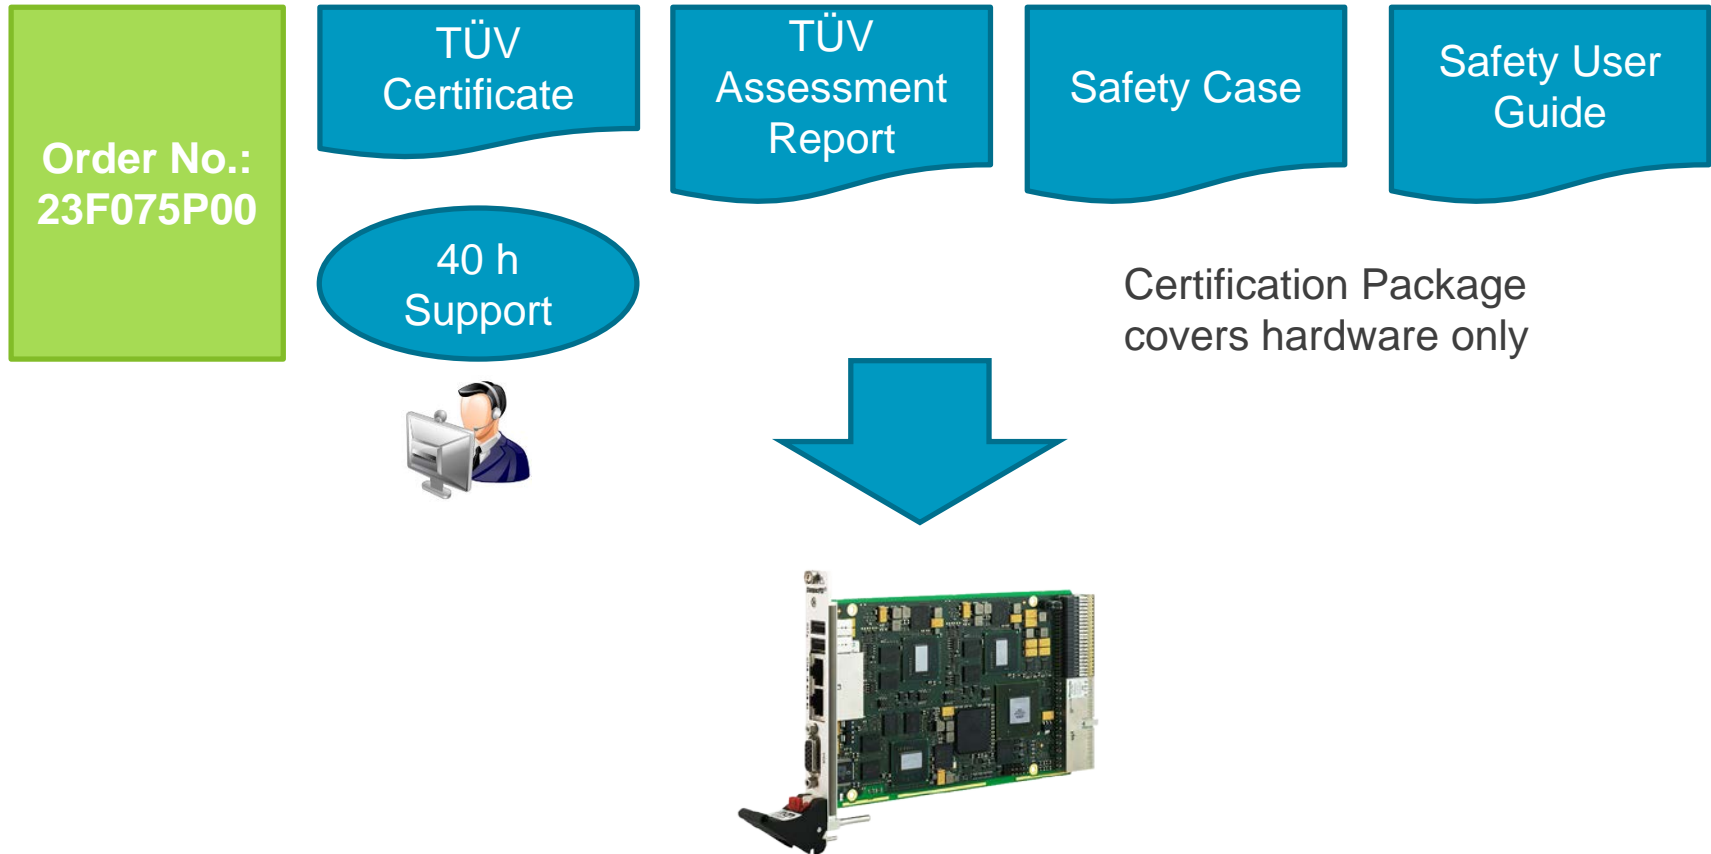 Order No.:
23F075P00
TÜV
Certificate
TÜV
Assessment
Report
Safety Case
Safety User
Guide
40 h
Support
Certification Package
covers hardware only